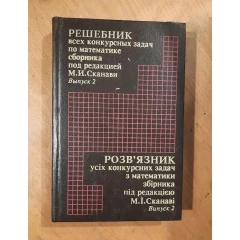 РЕШЕБНИК
всех конкурсных задач
по математике
сборника
под редакцией
М.И.Сканави
Выпуск 2
РОЗВ'ЯЗНИК
усіх конкурсних задач
з математики
збірника
під редакцією
М.І.Сканаві
Випуск 2